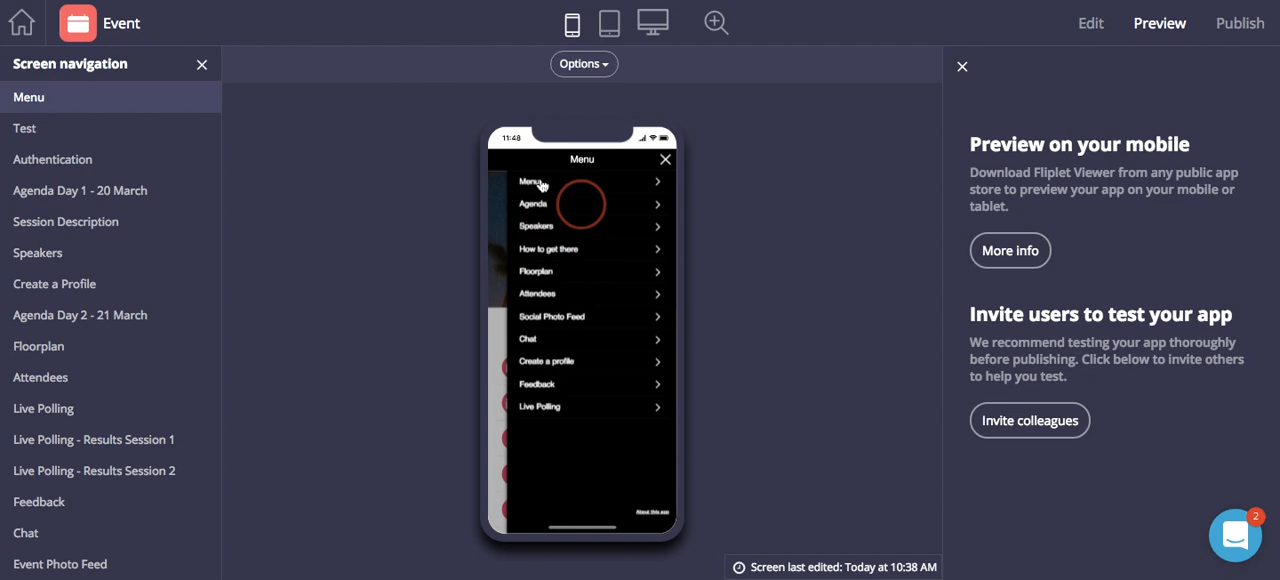 Event
Edit
Preview
Publish
Screen navigation
Options
Menu
Test
Authentication
Agenda Day 1 - 20 March
Session Description
Speakers
Create a Profile
Agenda Day 2 - 21 March
Floorplan
Attendees
Live Polling
Live Polling - Results Session 1
Live Polling - Results Session 2
Feedback
Chat
Event Photo Feed
11:48
Menu
Menu
Agenda
Speakers
How to get there
Floorplan
Attendees
Social Photo Feed
Chat
Create a profile
Feedback
Live Polling
About this app
Screen last edited: Today at 10:38 AM
Preview on your mobile
Download Fliplet Viewer from any public app
store to preview your app on your mobile or
tablet.
More info
Invite users to test your app
We recommend testing your app thoroughly
before publishing. Click below to invite others
to help you test.
Invite colleagues
2